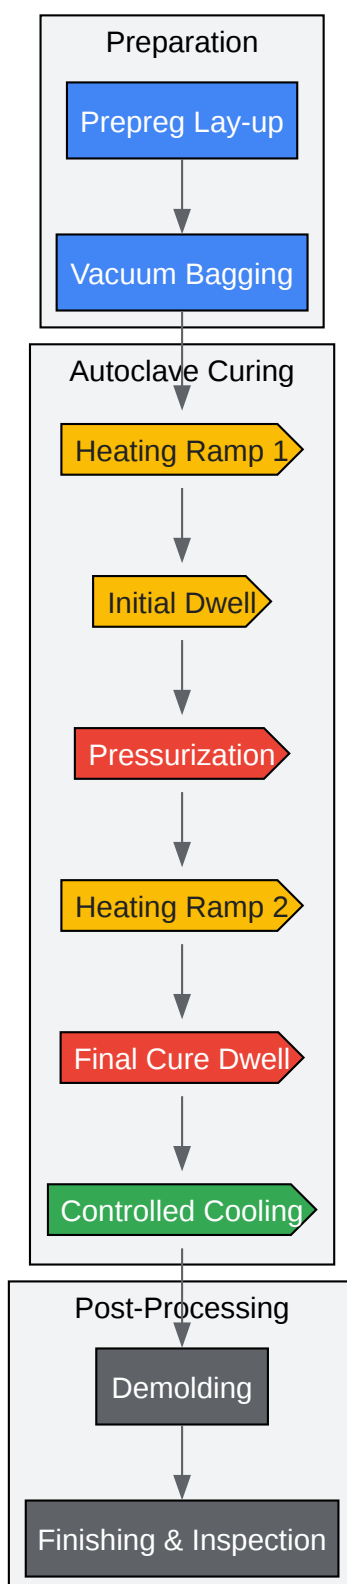 Preparation
Prepreg Lay-up
Vacuum Bagging
Autoclave Curing
Heating Ramp 1
Initial Dwell
Pressurization
Heating Ramp 2
Final Cure Dwell
Controlled Cooling
Post-Processing
Demolding
Finishing & Inspection